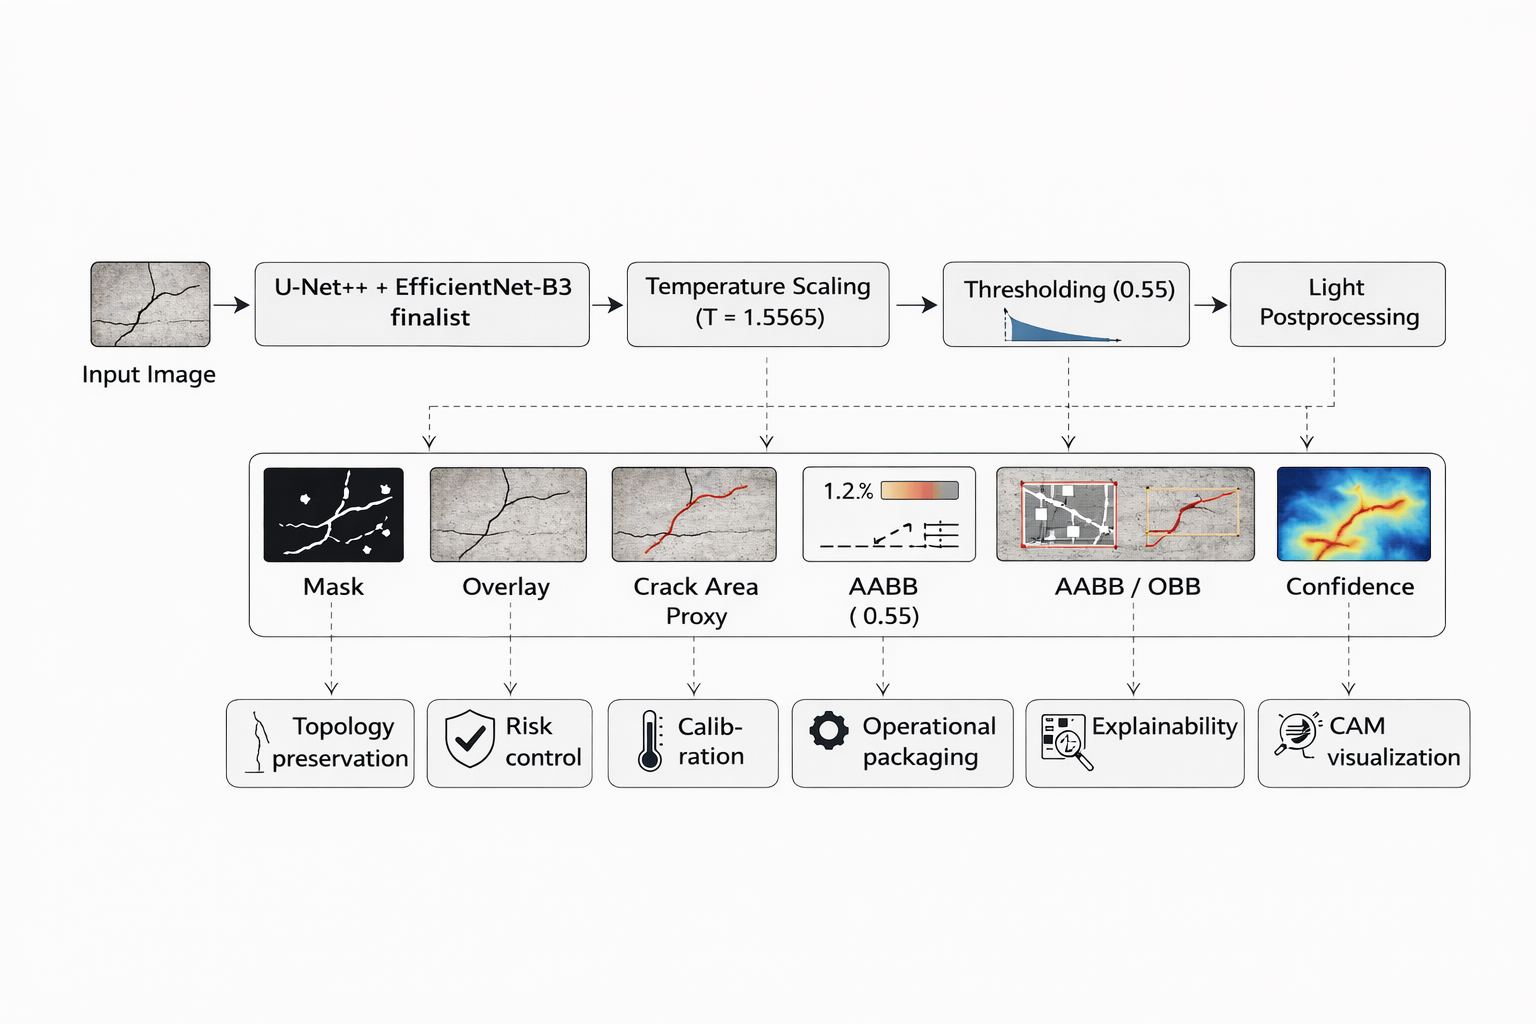 U-Net++ + EfficientNet-B3
finalist
Temperature Scaling
(T = 1.5565)
Thresholding (0.55)
Light
Postprocessing
Input Image
1.2.%
Mask
Overlay
Crack Area
Proxy
AABB
( 0.55)
AABB / OBB
Confidence
Topology
preservation
Risk
control
Calib-
ration
Operational
packaging
Explainability
CAM
visualization